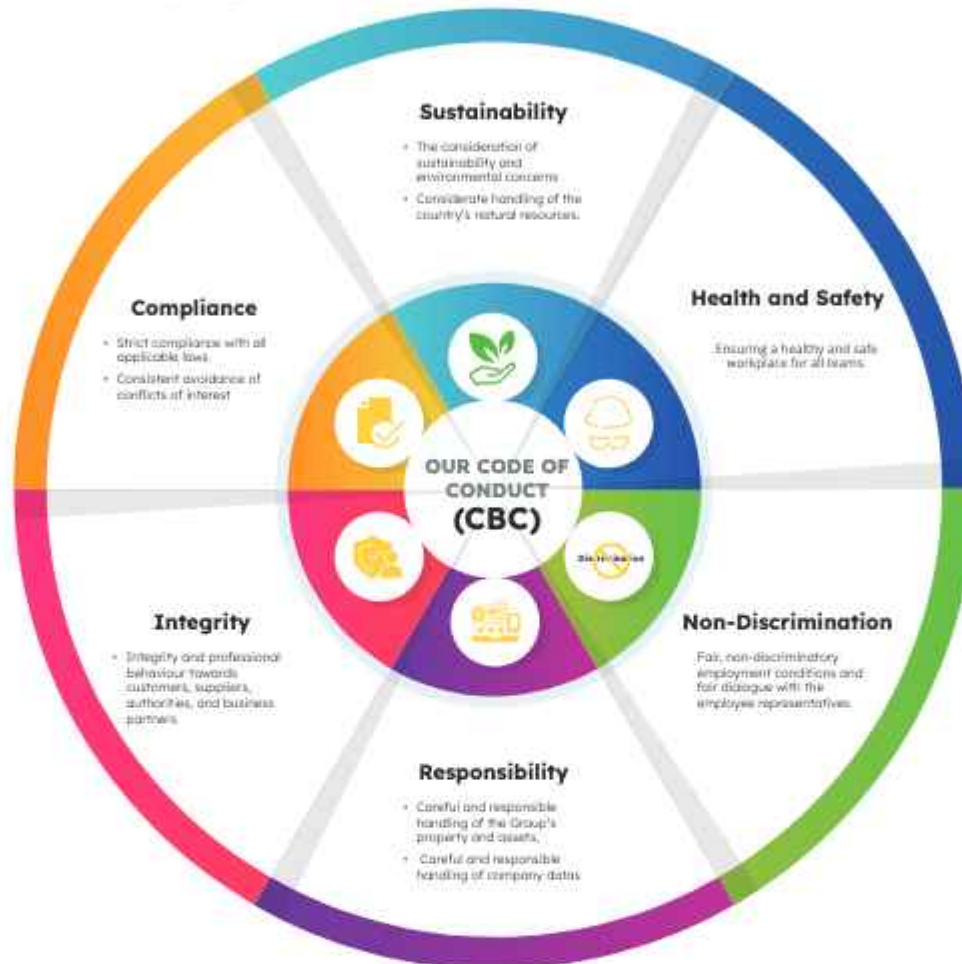 Sustainability
• The consideration of
sustainability and
environmental concerns
• Considerate handling of the
country's natural resources.
Health and Safety
Ensuring a healthy and safe
workplace for all teams
Compliance
• Strict compliance with all
applicable laws
• Consistent avoidance of
conflicts of interest
OUR CODE OF
CONDUCT
(CBC)
Discrimination
Integrity
• Integrity and professional
behaviour towards
customers, suppliers,
authorities, and business
partners
Non-Discrimination
Fair, non-discriminatory
employment conditions and
fair dialogue with the
employee representatives.
Responsibility
• Careful and responsible
handling of the Group's
property and assets,
• Careful and responsible
handling of company datas